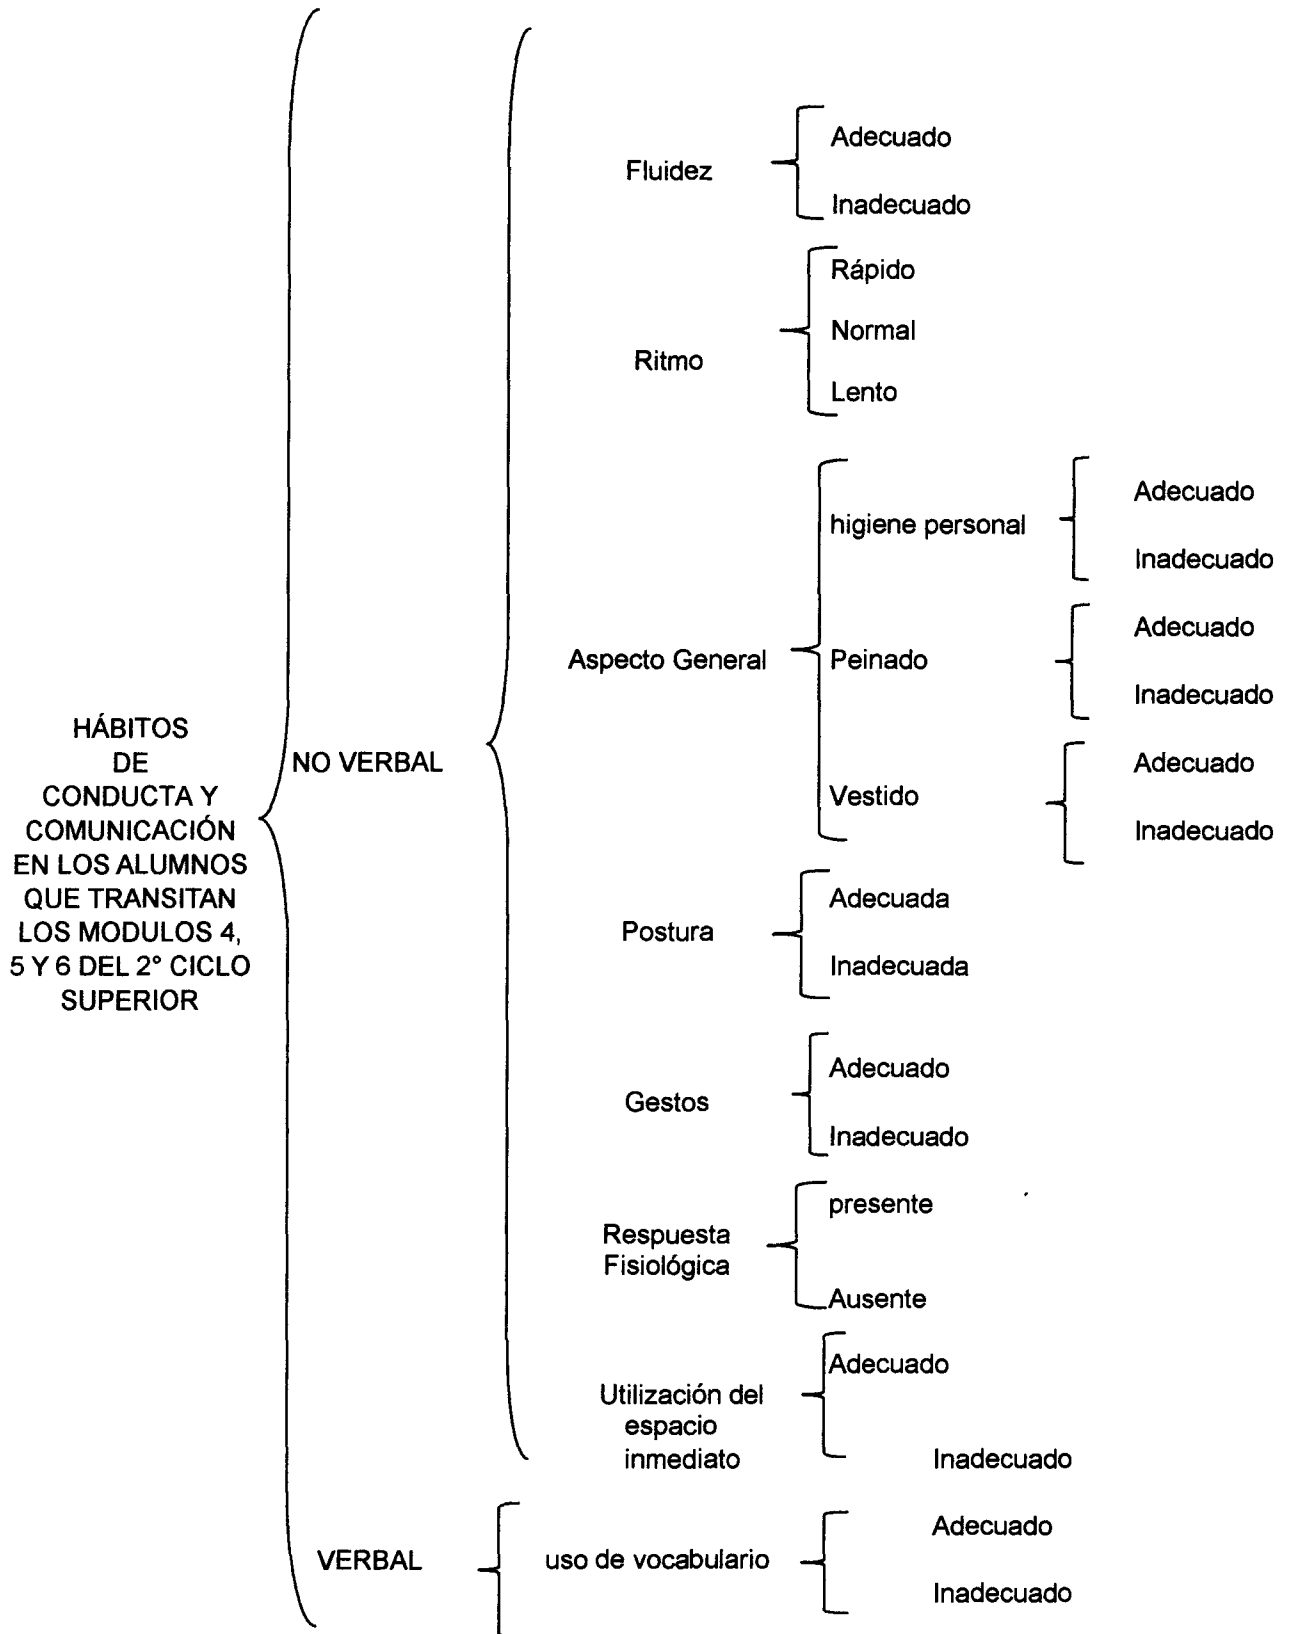 HÁBITOS
DE
CONDUCTA Y
COMUNICACIÓN
EN LOS ALUMNOS
QUE TRANSITAN
LOS MODULOS 4,
5 Y 6 DEL 2° CICLO
SUPERIOR
NO VERBAL
Fluidez
Adecuado
Inadecuado
Ritmo
Rápido
Normal
Lento
Aspecto General
higiene personal
Adecuado
Inadecuado
Peinado
Adecuado
Inadecuado
Vestido
Adecuado
Inadecuado
Postura
Adecuada
Inadecuada
Gestos
Adecuado
Inadecuado
Respuesta
Fisiológica
presente
Ausente
Utilización del
espacio
inmediato
Adecuado
Inadecuado
VERBAL
uso de vocabulario
Adecuado
Inadecuado